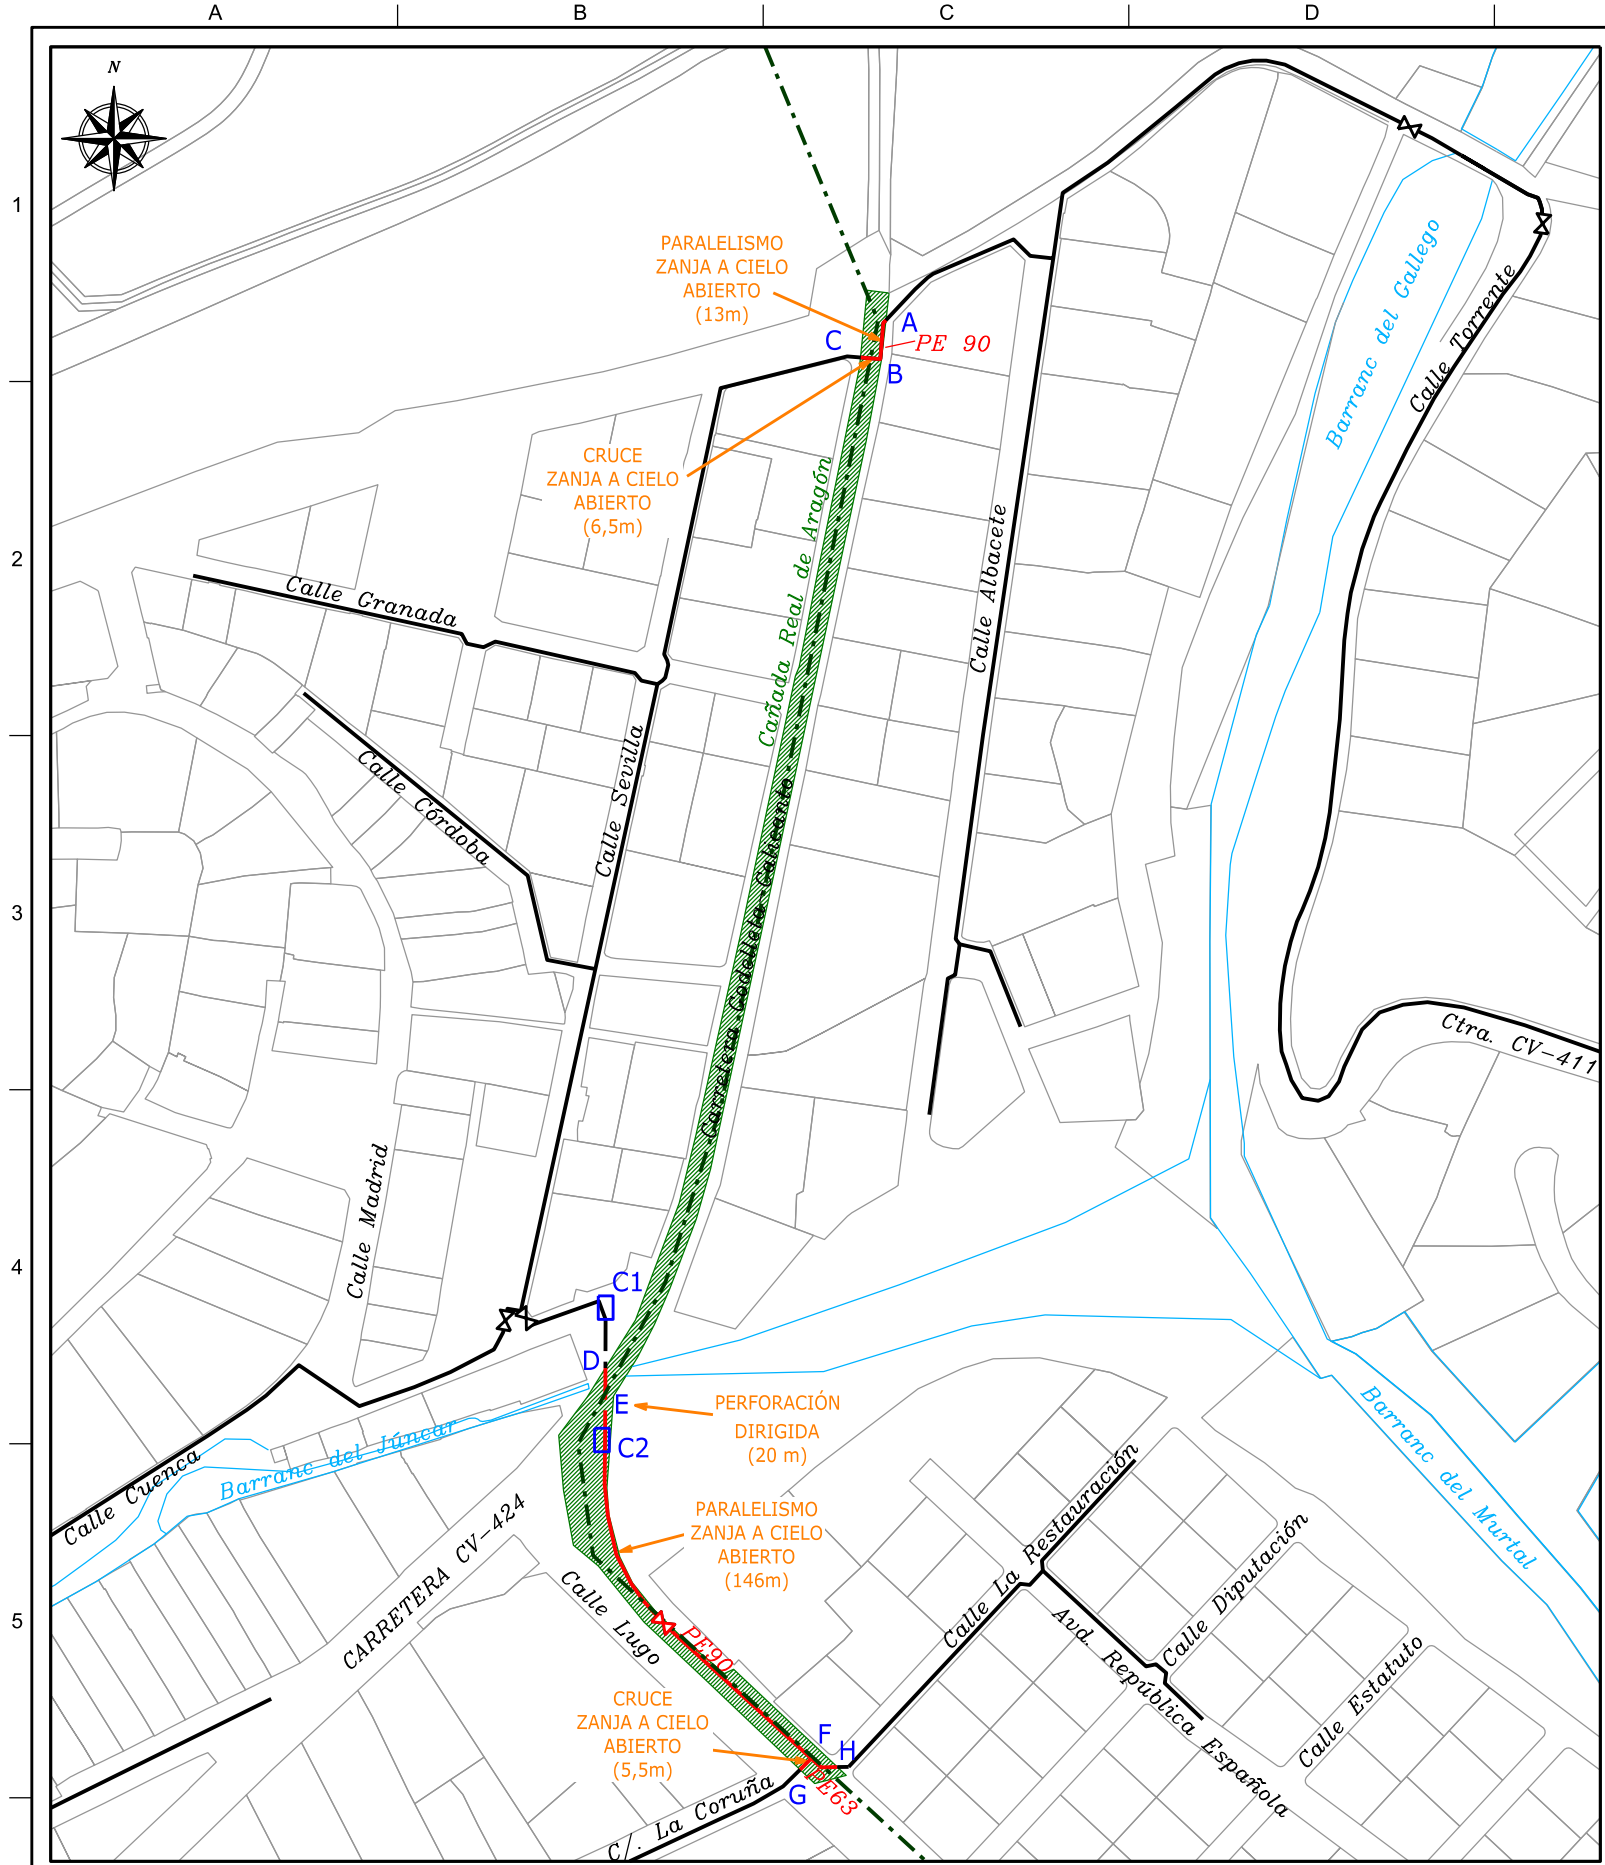 A
B
C
D
N
1
2
3
4
5
PARALELISMO
ZANJA A CIELO
ABIERTO
(13m)
A
PE 90
C
B
CRUCE
ZANJA A CIELO
ABIERTO
(6,5m)
Barranc del Gallego
Calle Torrente
Cañada Real de Aragón
Calle Albacete
Calle Granada
Calle Sevilla
Calle Córdoba
Carretera Godelleta-Calicanto
Ctra. CV-411
Calle Madrid
C1
D
E
C2
PERFORACIÓN
DIRIGIDA
(20 m)
Barranc del Júncar
Calle Cuenca
Barranc del Murtal
CARRETERA CV-424
PARALELISMO
ZANJA A CIELO
ABIERTO
(146m)
Calle La Restauración
Calle Diputación
Avd. República Española
Calle Estatuto
Calle Lugo
PE90
CRUCE
ZANJA A CIELO
ABIERTO
(5,5m)
F
H
G
PE63
C/. La Coruña